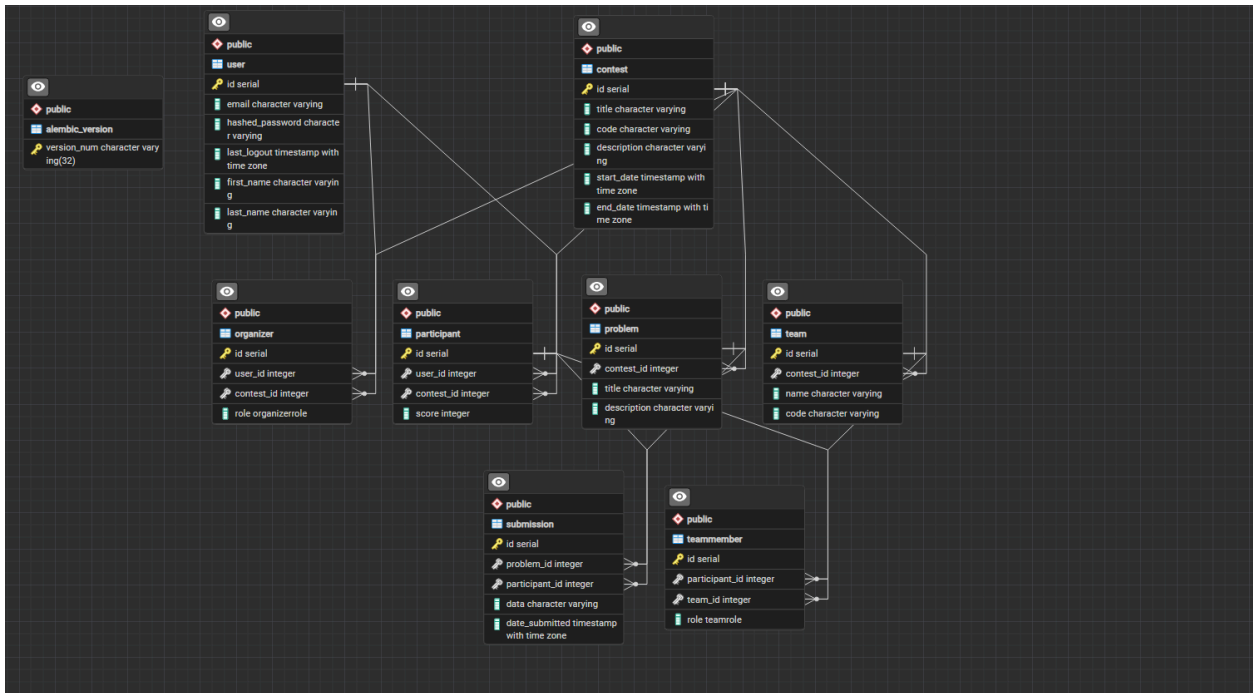 public
alembic_version
version_num character vary
ing(32)
public
user
id serial
email character varying
hashed_password characte
r varying
last_logout timestamp with
time zone
first_name character varyin
g
last_name character varyin
g
public
contest
id serial
title character varying
code character varying
description character varyi
ng
start_date timestamp with
time zone
end_date timestamp with ti
me zone
public
organizer
id serial
user_id integer
contest_id integer
role organizerrole
public
participant
id serial
user_id integer
contest_id integer
score integer
public
problem
id serial
contest_id integer
title character varying
description character varyi
ng
public
team
id serial
contest_id integer
name character varying
code character varying
public
submission
id serial
problem_id integer
participant_id integer
data character varying
date_submitted timestamp
with time zone
public
teammember
id serial
participant_id integer
team_id integer
role teamrole